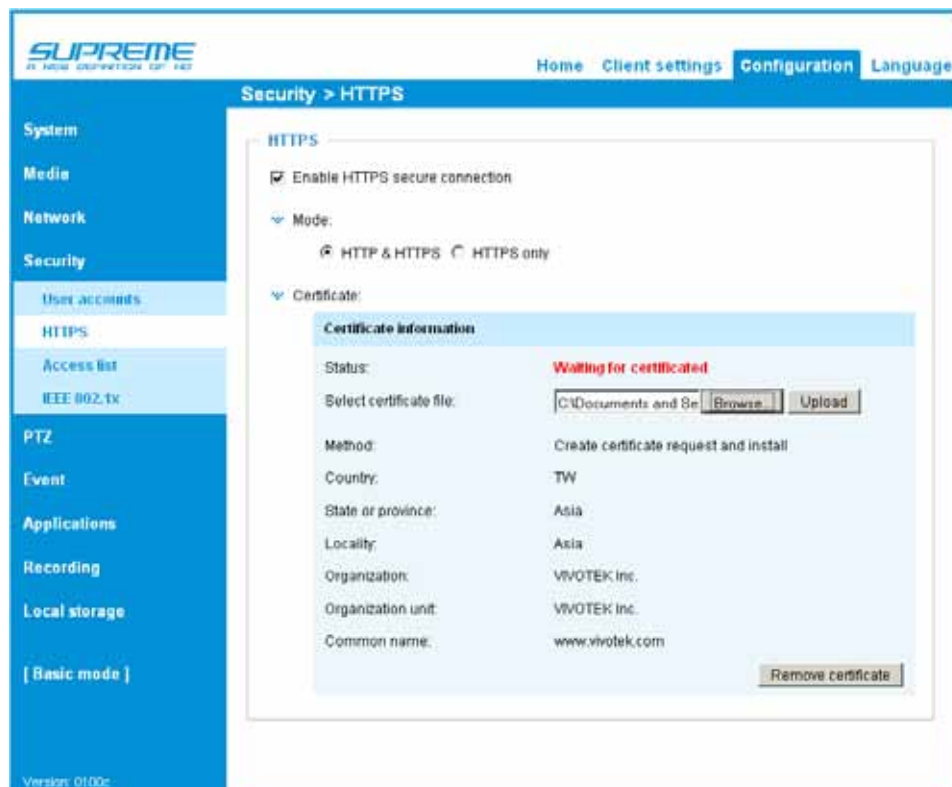 SUPREME
A NEW DEFINITION OF HD
Home Client settings Configuration Language
Security > HTTPS
System
Media
Network
Security
User accounts
HTTPS
Access list
IEEE 802.1x
PTZ
Event
Applications
Recording
Local storage
[ Basic mode ]
Version: 0100c
HTTPS
Enable HTTPS secure connection
Mode:
HTTP & HTTPS HTTPS only
Certificate:
Certificate information
Status: Waiting for certificated
Select certificate file: C:\Documents and Se Browse... Upload
Method: Create certificate request and install
Country: TW
State or province: Asia
Locality: Asia
Organization: VIVOTEK Inc.
Organization unit: VIVOTEK Inc.
Common name: www.vivotek.com
Remove certificate